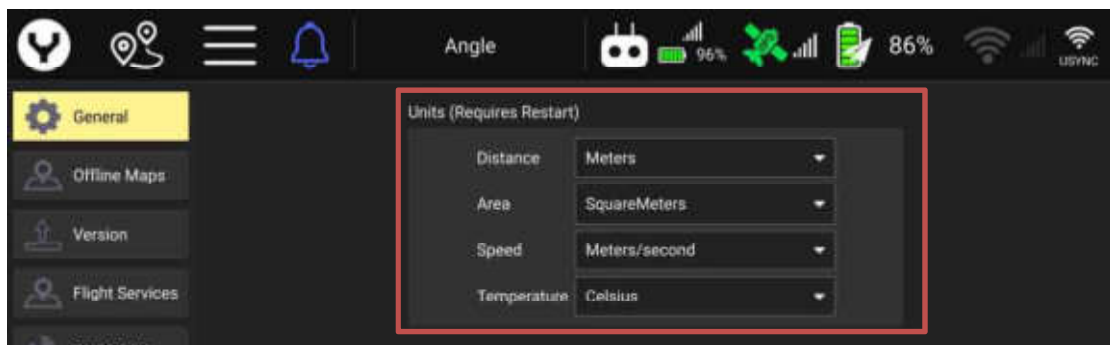 Angle
96%
86%
USYNC
General
Offline Maps
Version
Flight Services
Units (Requires Restart)
Distance Meters
Area SquareMeters
Speed Meters/second
Temperature Celsius